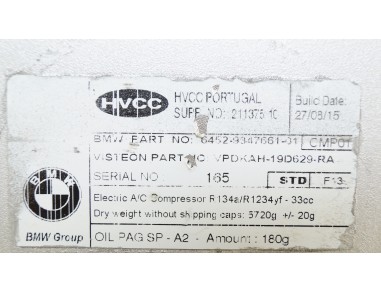 HVCC
HVCC PORTUGAL
SUPP. NO: 211375 10
Build Date:
27/08/15
BMW PART NO: 6452-9347661-01 COMP01
VISTEON PART NO: VPDKAH-19D629-RA
SERIAL NO 165 STD F13
Electric A/C Compressor R134a/R1234yf - 33cc
Dry weight without shipping caps: 5720g +/- 20g
OIL PAG SP - A2 - Amount: 180g
BMW
BMW Group